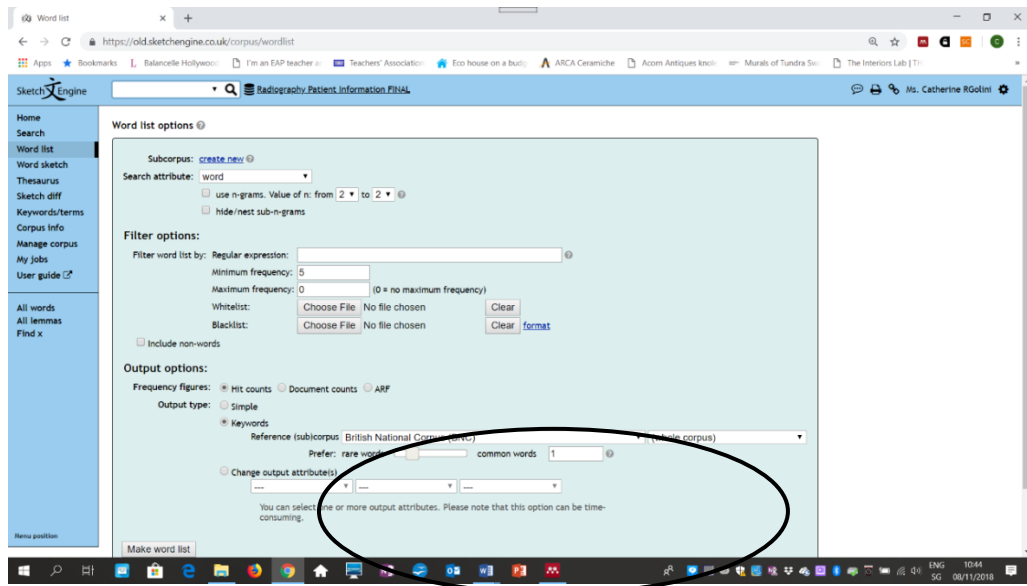 Word list
https://old.sketchengine.co.uk/corpus/wordlist
Apps Bookmarks Balancelle Hollywood I'm an EAP teacher Teachers' Association Eco house on a budg ARCA Ceramiche Acorn Antiques Murals of Tundra The Interiors Lab
Sketch Engine Radiography Patient Information FINAL Ms. Catherine RGolini
Home
Search
Word list
Word sketch
Thesaurus
Sketch diff
Keywords/terms
Corpus info
Manage corpus
My jobs
User guide
All words
All lemmas
Find x
Menu position
Word list options
Subcorpus: create new
Search attribute: word
use n-grams. Value of n: from 2 to 2
hide/nest sub-n-grams
Filter options:
Filter word list by: Regular expression:
Minimum frequency: 5
Maximum frequency: 0 (0 = no maximum frequency)
Whitelist: Choose File No file chosen Clear
Blacklist: Choose File No file chosen Clear format
Include non-words
Output options:
Frequency figures: Hit counts Document counts ARF
Output type: Simple
Keywords
Reference (sub)corpus British National Corpus (BNC) (whole corpus)
Prefer: rare words common words 1
Change output attribute(s)
--- --- ---
You can select one or more output attributes. Please note that this option can be time-
consuming.
Make word list
ENG 10:44
SG 08/11/2018